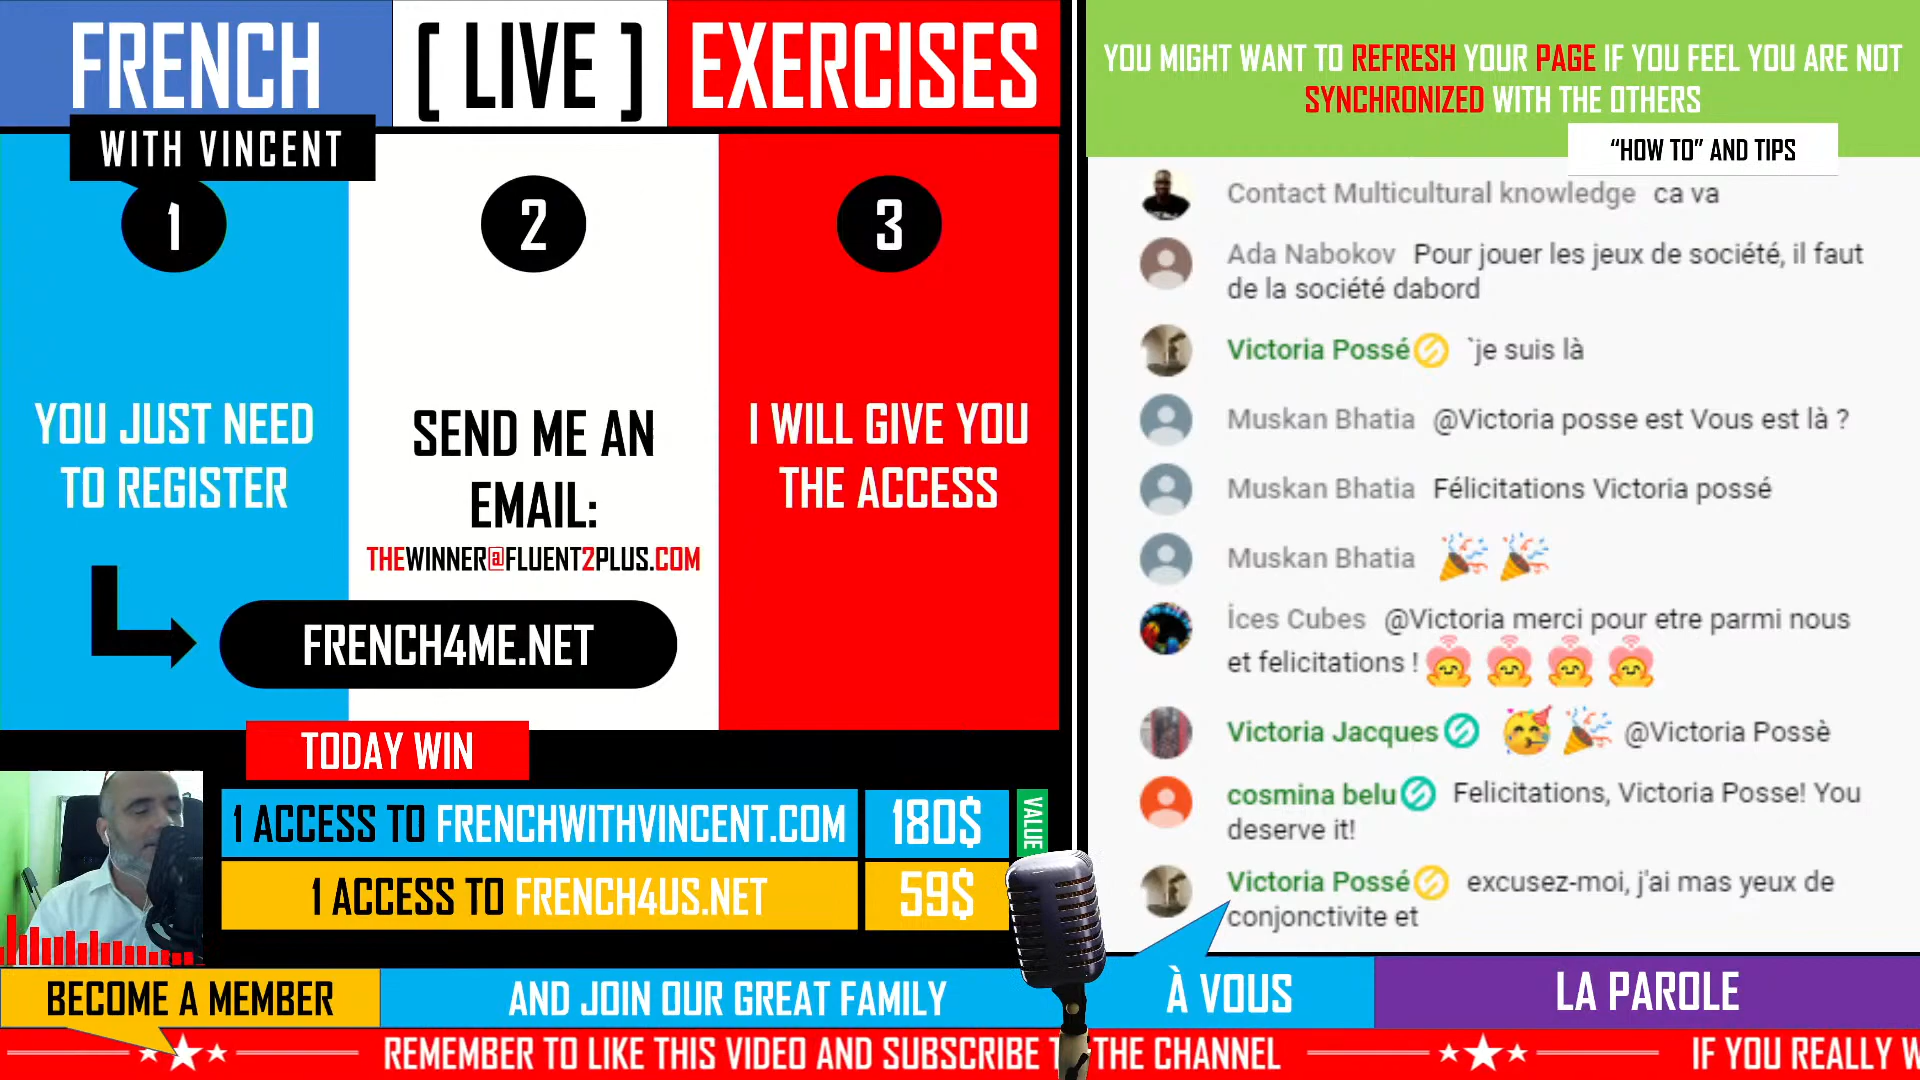 FRENCH [ LIVE ] EXERCISES
WITH VINCENT
1
YOU JUST NEED
TO REGISTER
2
SEND ME AN
EMAIL:
THEWINNER@FLUENT2PLUS.COM
3
I WILL GIVE YOU
THE ACCESS
FRENCH4ME.NET
TODAY WIN
1 ACCESS TO FRENCHWITHVINCENT.COM 180$
VALUE
1 ACCESS TO FRENCH4US.NET 59$
YOU MIGHT WANT TO REFRESH YOUR PAGE IF YOU FEEL YOU ARE NOT
SYNCHRONIZED WITH THE OTHERS
“HOW TO” AND TIPS
Contact Multicultural knowledge ca va
Ada Nabokov Pour jouer les jeux de société, il faut
de la société dabord
Victoria Possé `je suis là
Muskan Bhatia @Victoria posse est Vous est là ?
Muskan Bhatia Félicitations Victoria possé
Muskan Bhatia 🎉 🎉
İces Cubes @Victoria merci pour etre parmi nous
et felicitations !
Victoria Jacques 🥳 🎉 @Victoria Possè
cosmina belu Felicitations, Victoria Posse! You
deserve it!
Victoria Possé excusez-moi, j'ai mas yeux de
conjonctivite et
BECOME A MEMBER AND JOIN OUR GREAT FAMILY À VOUS LA PAROLE
REMEMBER TO LIKE THIS VIDEO AND SUBSCRIBE THE CHANNEL IF YOU REALLY